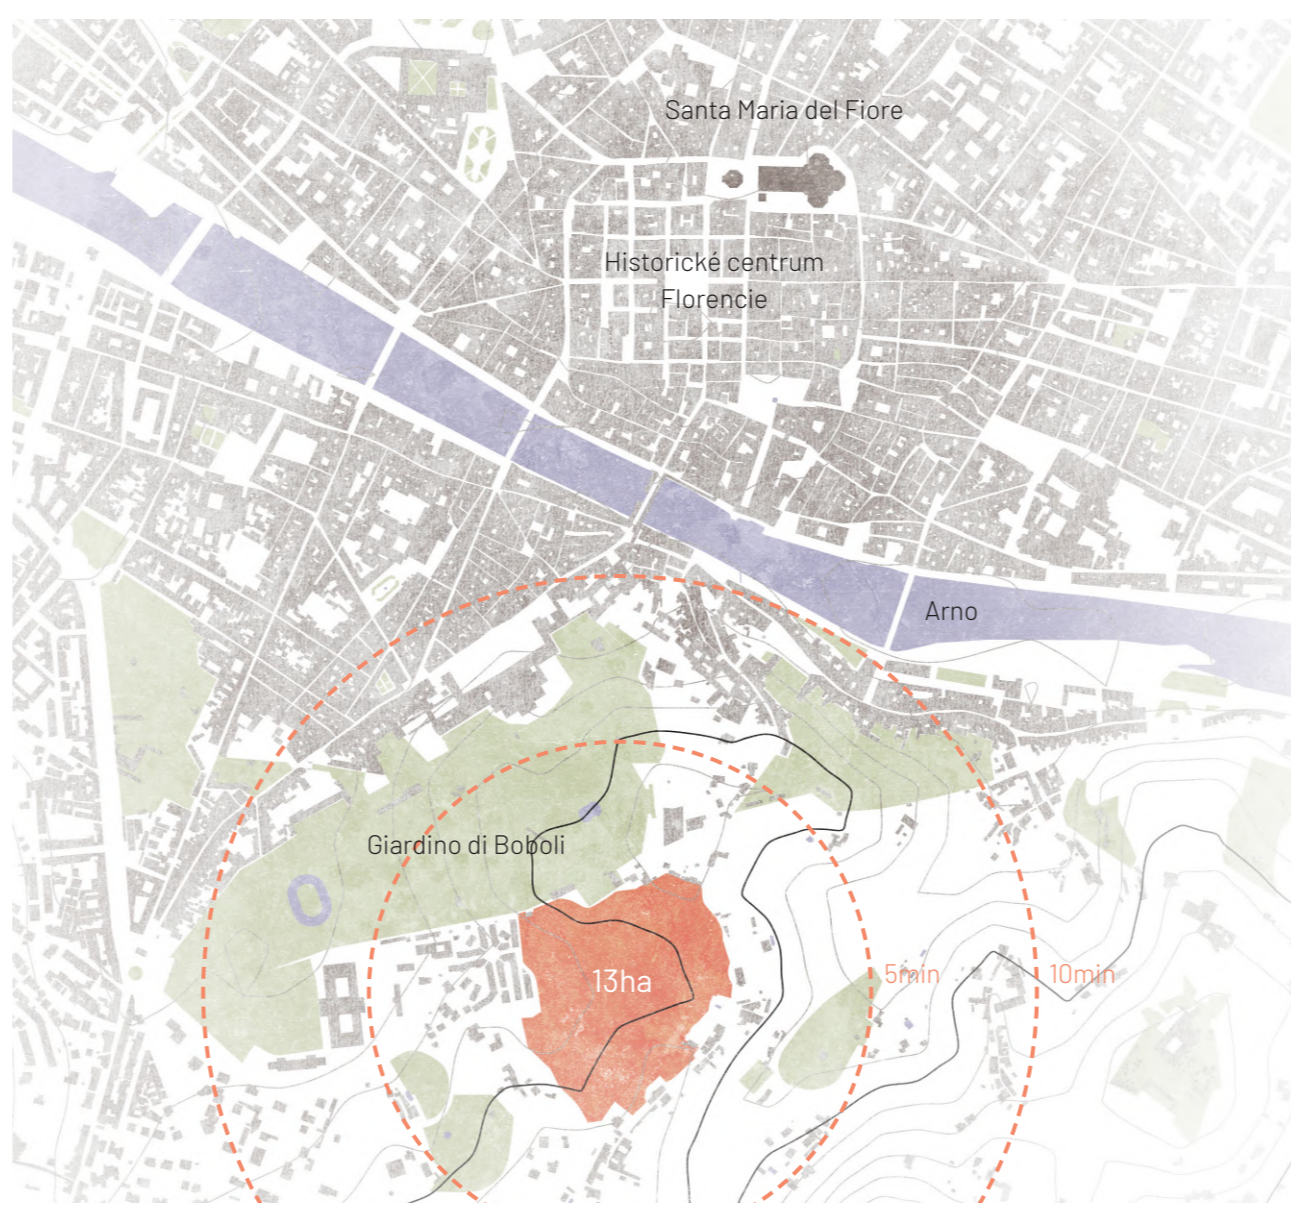 Santa Maria del Fiore
Historické centrum
Florencie
Arno
Giardino di Boboli
13ha
5min
10min